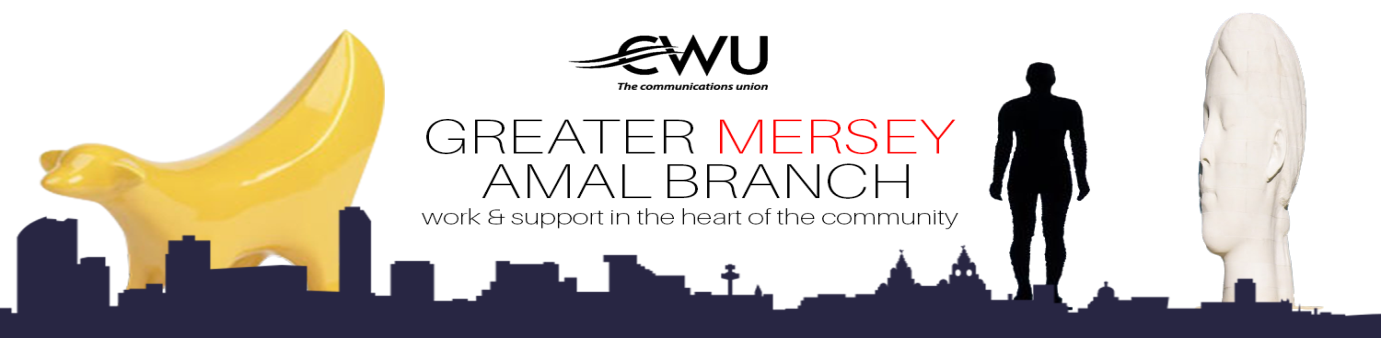 CWU
The communications union
GREATER MERSEY
AMAL BRANCH
work & support in the heart of the community